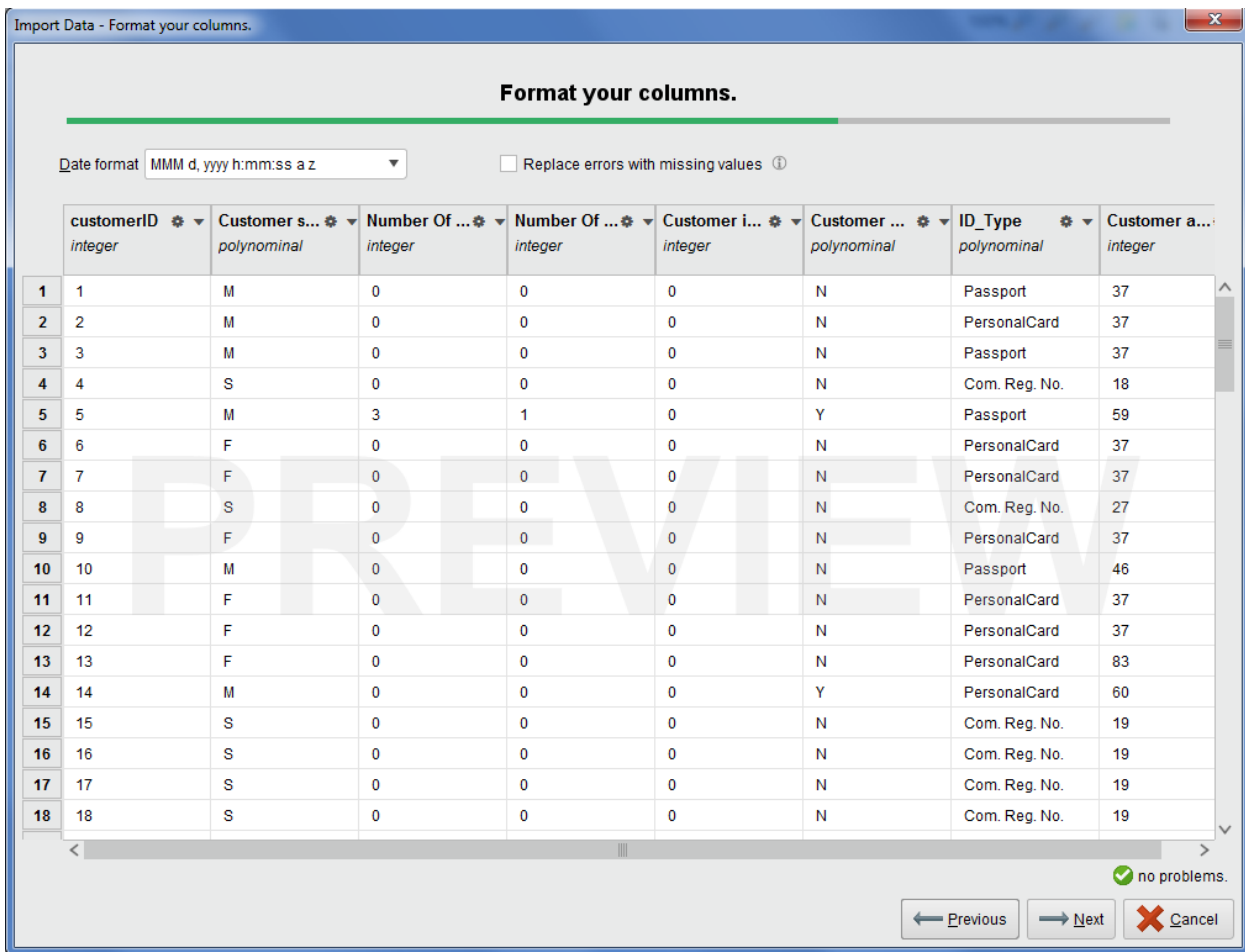 Import Data - Format your columns.
Format your columns.
Date format MMM d, yyyy h:mm:ss a z Replace errors with missing values
customerID Customer s... Number Of ... Number Of ... Customer i... Customer ... ID_Type Customer a...
integer polynominal integer integer integer polynominal polynominal integer
1 1 M 0 0 0 N Passport 37
2 2 M 0 0 0 N PersonalCard 37
3 3 M 0 0 0 N Passport 37
4 4 S 0 0 0 N Com. Reg. No. 18
5 5 M 3 1 0 Y Passport 59
6 6 F 0 0 0 N PersonalCard 37
7 7 F 0 0 0 N PersonalCard 37
8 8 S 0 0 0 N Com. Reg. No. 27
9 9 F 0 0 0 N PersonalCard 37
10 10 M 0 0 0 N Passport 46
11 11 F 0 0 0 N PersonalCard 37
12 12 F 0 0 0 N PersonalCard 37
13 13 F 0 0 0 N PersonalCard 83
14 14 M 0 0 0 Y PersonalCard 60
15 15 S 0 0 0 N Com. Reg. No. 19
16 16 S 0 0 0 N Com. Reg. No. 19
17 17 S 0 0 0 N Com. Reg. No. 19
18 18 S 0 0 0 N Com. Reg. No. 19
PREVIEW
no problems.
Previous Next Cancel